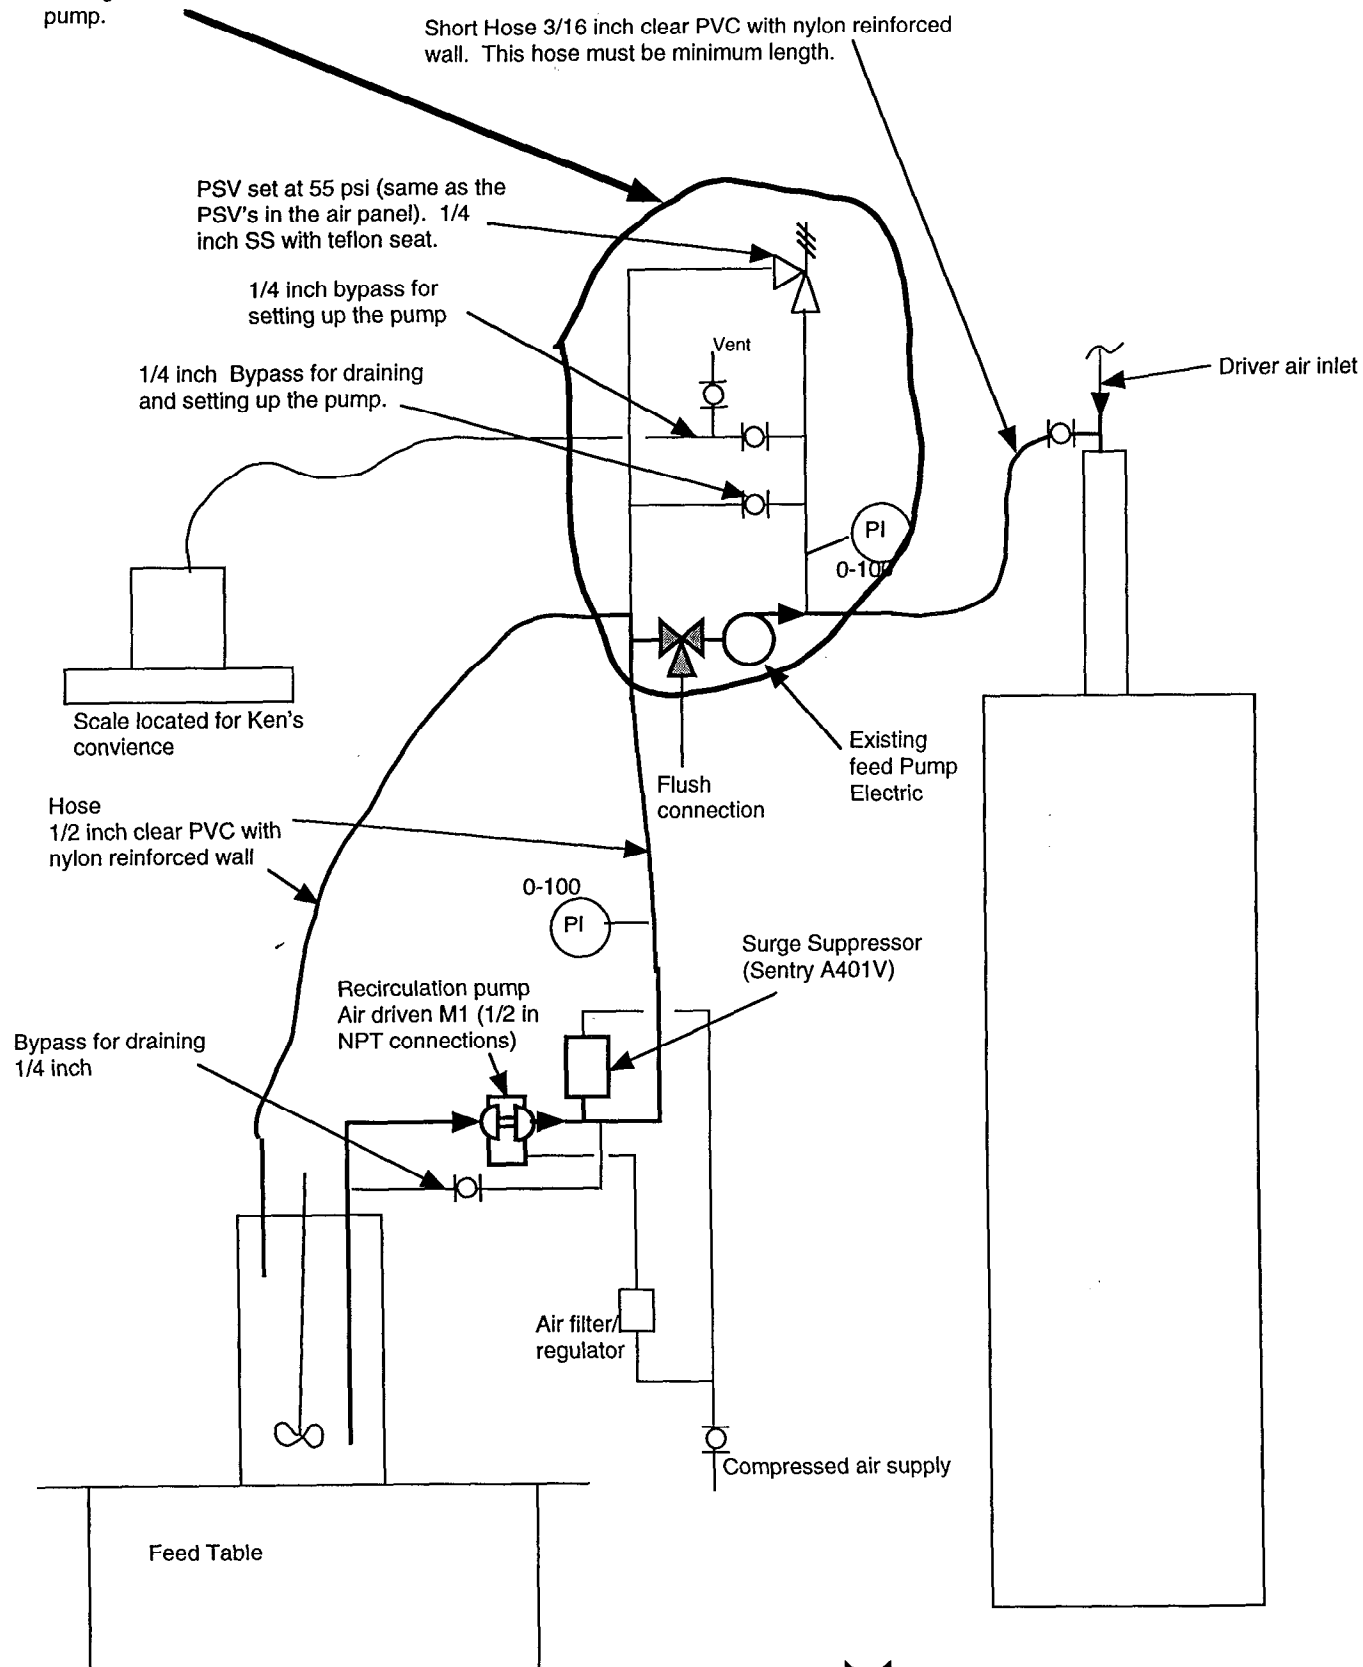 pump.
Short Hose 3/16 inch clear PVC with nylon reinforced
wall. This hose must be minimum length.
PSV set at 55 psi (same as the
PSV's in the air panel). 1/4
inch SS with teflon seat.
1/4 inch bypass for
setting up the pump
Vent
1/4 inch Bypass for draining
and setting up the pump.
Driver air inlet
PI
0-100
Scale located for Ken's
convience
Existing
feed Pump
Electric
Flush
connection
Hose
1/2 inch clear PVC with
nylon reinforced wall
0-100
PI
Surge Suppressor
(Sentry A401V)
Recirculation pump
Air driven M1 (1/2 in
NPT connections)
Bypass for draining
1/4 inch
Air filter/
regulator
Compressed air supply
Feed Table